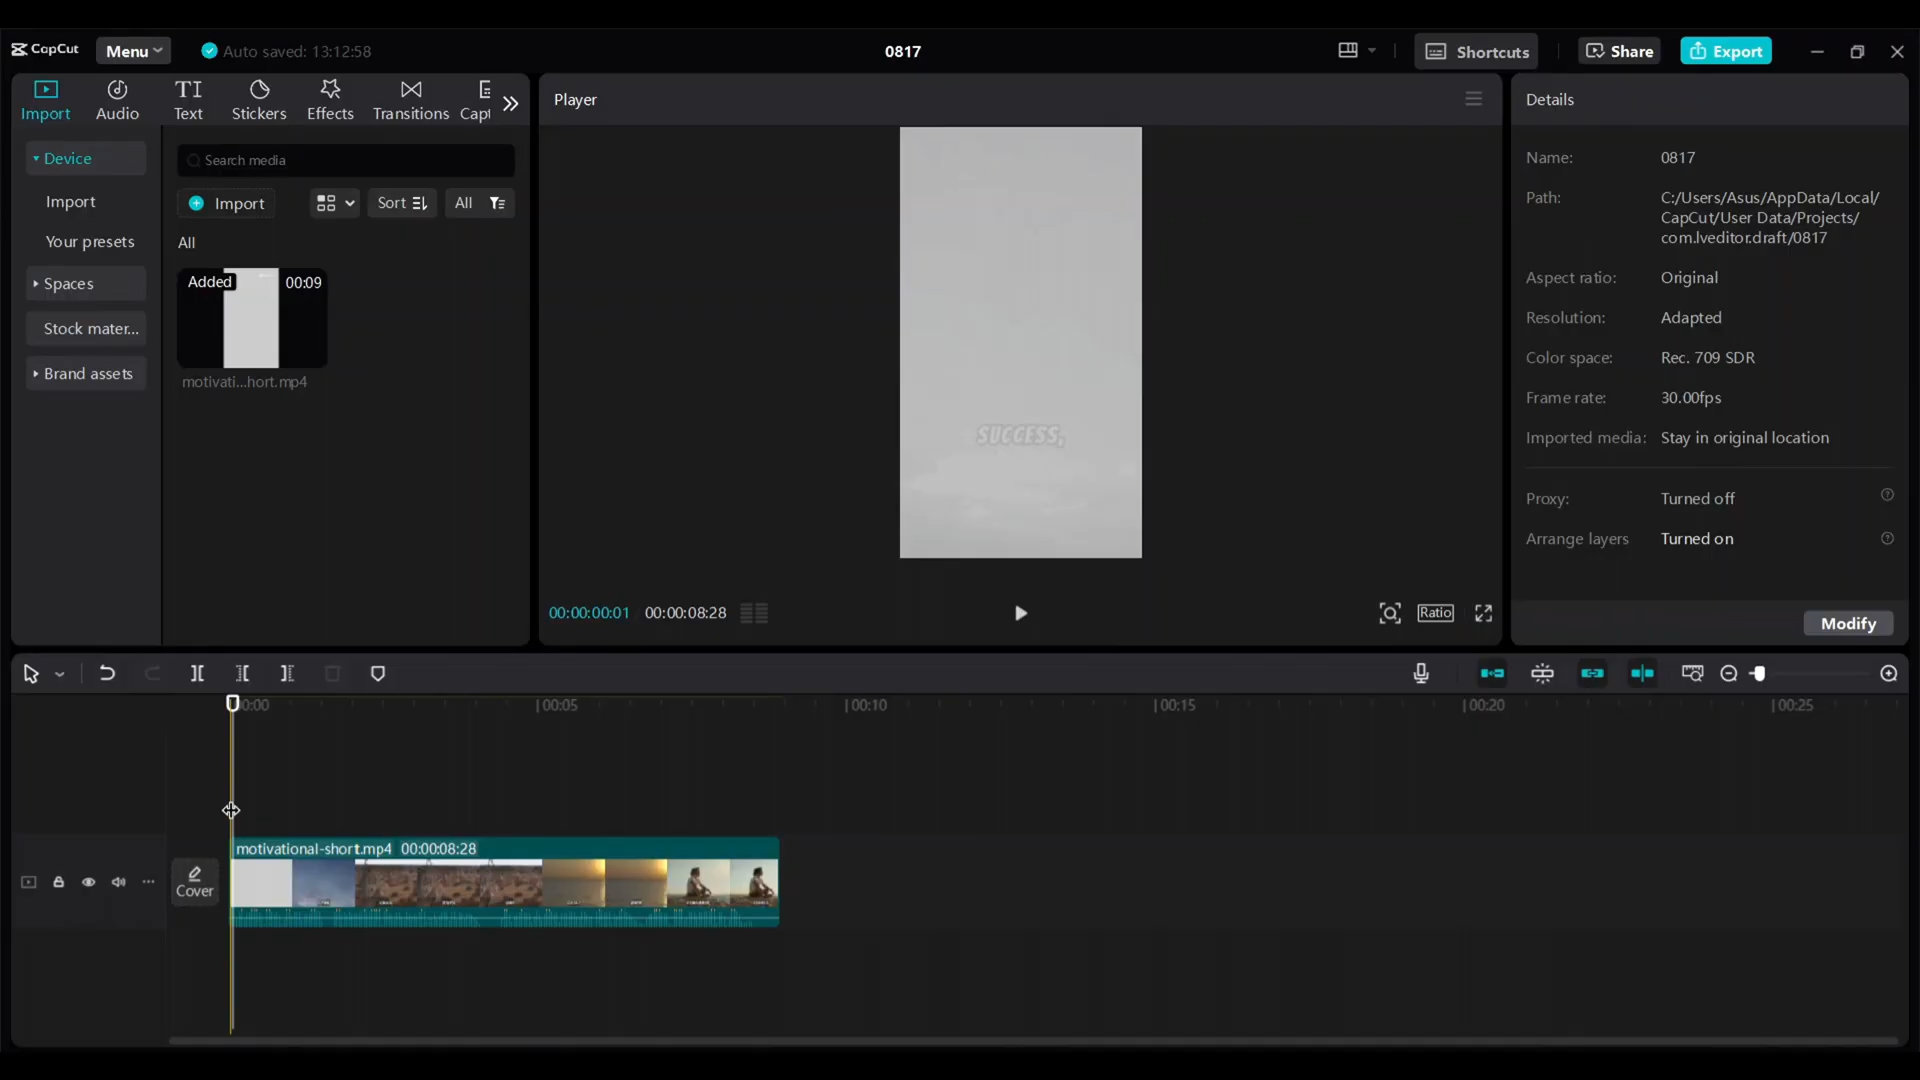 CapCut
Menu
Auto saved: 13:12:58
0817
Shortcuts
Share
Export
Import
Audio
Text
Stickers
Effects
Transitions
Capt
Device
Import
Your presets
Spaces
Stock mater...
Brand assets
Search media
Import
Sort
All
All
Added
00:09
motivati...hort.mp4
Player
SUCCESS,
00:00:00:01
00:00:08:28
Ratio
Details
Name: 0817
Path: C:/Users/Asus/AppData/Local/
CapCut/User Data/Projects/
com.lveditor.draft/0817
Aspect ratio: Original
Resolution: Adapted
Color space: Rec. 709 SDR
Frame rate: 30.00fps
Imported media: Stay in original location
Proxy: Turned off
Arrange layers Turned on
Modify
00:00
00:05
00:10
00:15
00:20
00:25
motivational-short.mp4 00:00:08:28
Cover